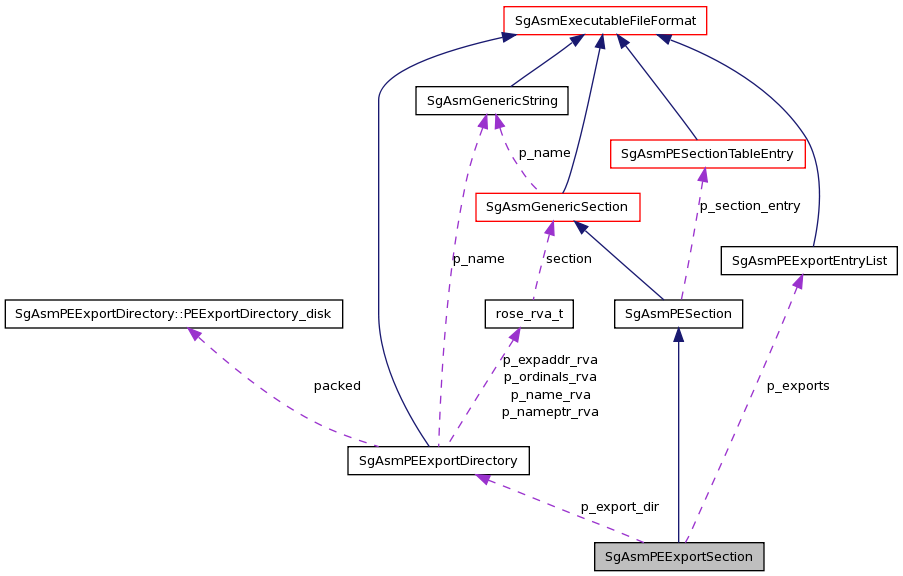 SgAsmExecutableFileFormat
SgAsmGenericString
p_name
SgAsmPESectionTableEntry
SgAsmGenericSection
p_section_entry
p_name
section
SgAsmPEExportEntryList
SgAsmPEExportDirectory::PEExportDirectory_disk
rose_rva_t
SgAsmPESection
packed
p_expaddr_rva
p_ordinals_rva
p_name_rva
p_nameptr_rva
p_exports
SgAsmPEExportDirectory
p_export_dir
SgAsmPEExportSection